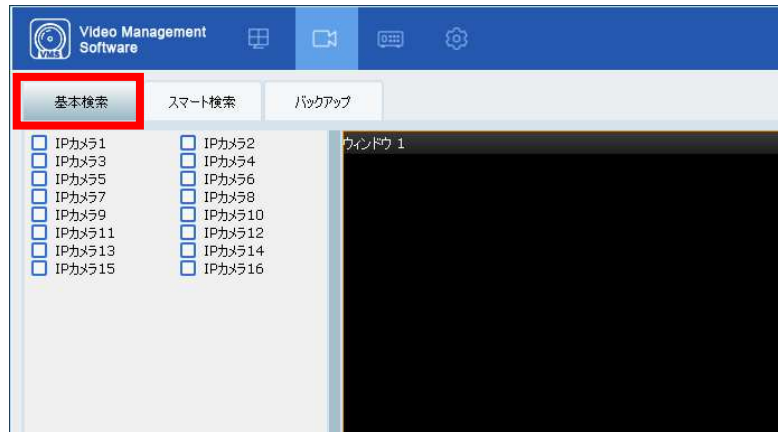 Video Management
Software
VMS
基本検索 スマート検索 バックアップ
IPカメラ1 IPカメラ2
IPカメラ3 IPカメラ4
IPカメラ5 IPカメラ6
IPカメラ7 IPカメラ8
IPカメラ9 IPカメラ10
IPカメラ11 IPカメラ12
IPカメラ13 IPカメラ14
IPカメラ15 IPカメラ16
ウィンドウ 1